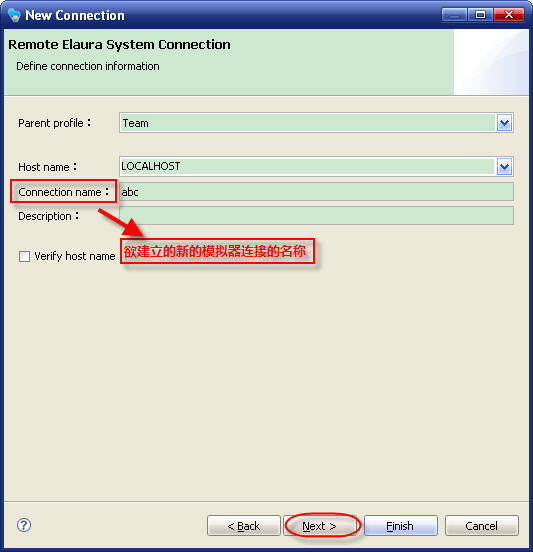 New Connection
Remote Elaura System Connection
Define connection information
Parent profile： Team
Host name： LOCALHOST
Connection name： abc
Description：
Verify host name 欲建立的新的模拟器连接的名称
? < Back Next > Finish Cancel